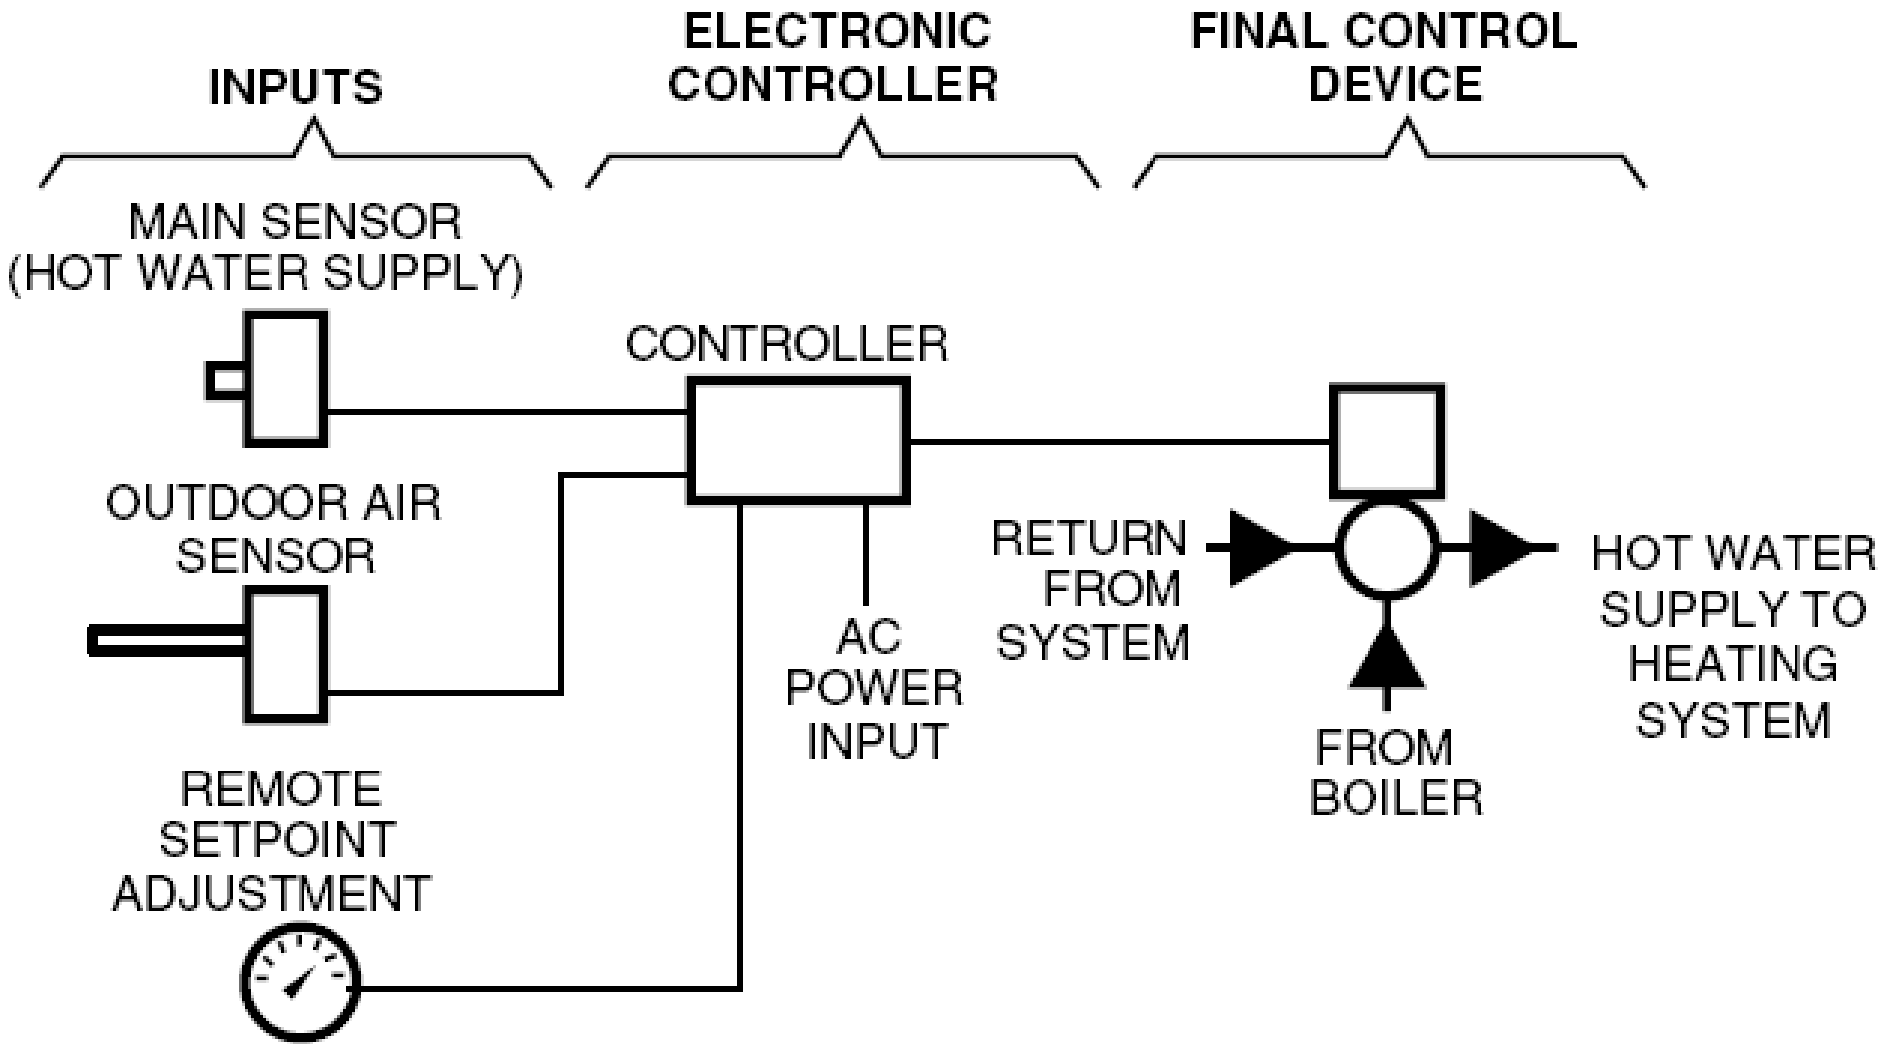 INPUTS
ELECTRONIC
CONTROLLER
FINAL CONTROL
DEVICE
MAIN SENSOR
(HOT WATER SUPPLY)
OUTDOOR AIR
SENSOR
REMOTE
SETPOINT
ADJUSTMENT
CONTROLLER
AC
POWER
INPUT
RETURN
FROM
SYSTEM
FROM
BOILER
HOT WATER
SUPPLY TO
HEATING
SYSTEM